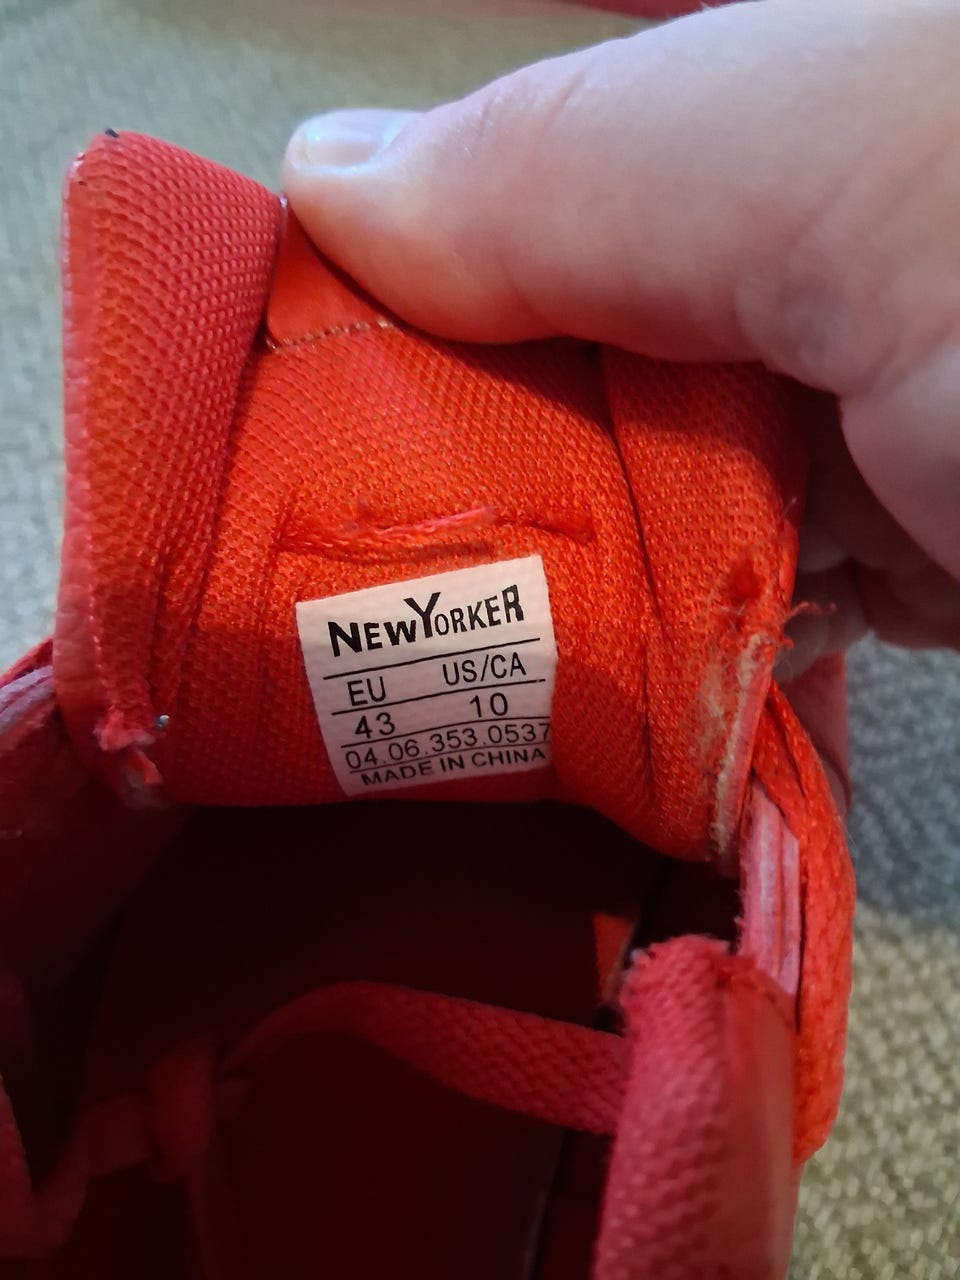 NEWYORKER
EU US/CA
43 10
04.06.353.0537
MADE IN CHINA